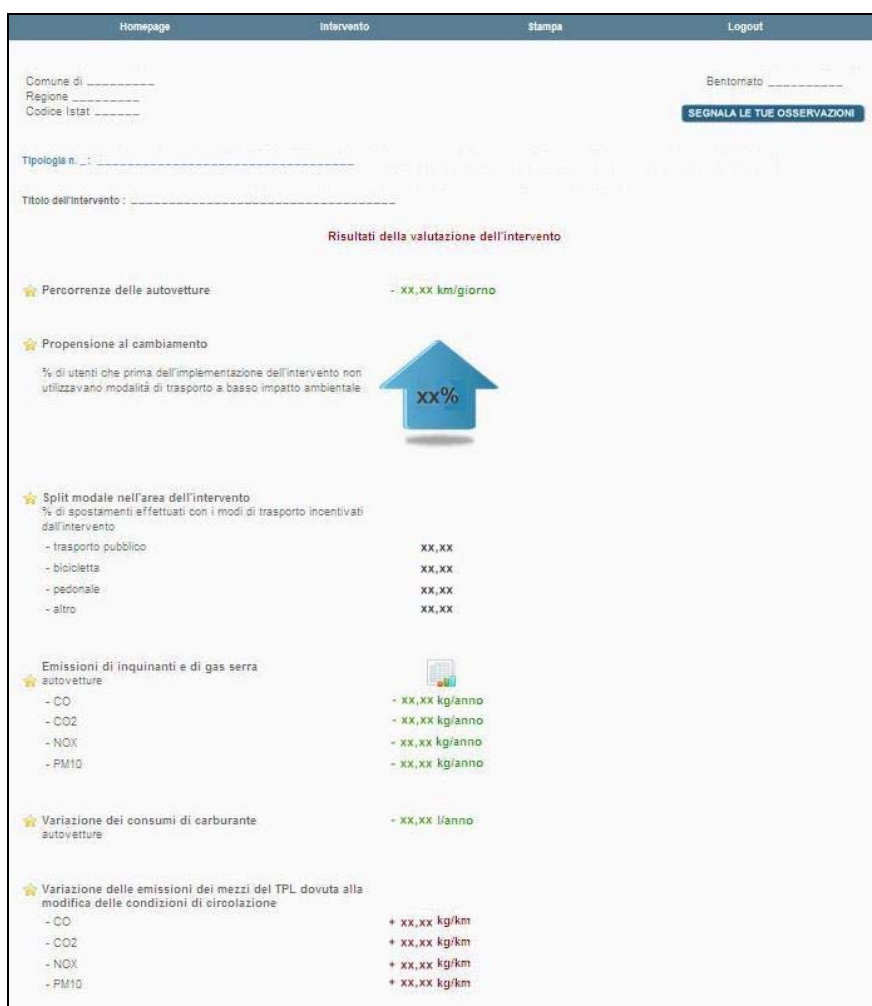 Homepage Intervento Stampa Logout
Comune di _________ Bentornato __________
Regione _________
Codice Istat ______ SEGNALA LE TUE OSSERVAZIONI
Tipologia n. _: __________________________________
Titolo dell'intervento : ___________________________________
Risultati della valutazione dell'intervento
Percorrenze delle autovetture - xx,xx km/giorno
Propensione al cambiamento
% di utenti che prima dell'implementazione dell'intervento non
utilizzavano modalità di trasporto a basso impatto ambientale xx%
Split modale nell'area dell'intervento
% di spostamenti effettuati con i modi di trasporto incentivati
dall'intervento
- trasporto pubblico xx,xx
- bicicletta xx,xx
- pedonale xx,xx
- altro xx,xx
Emissioni di inquinanti e di gas serra
autovetture
- CO - xx,xx kg/anno
- CO2 - xx,xx kg/anno
- NOX - xx,xx kg/anno
- PM10 - xx,xx kg/anno
Variazione dei consumi di carburante - xx,xx l/anno
autovetture
Variazione delle emissioni dei mezzi del TPL dovuta alla
modifica delle condizioni di circolazione
- CO + xx,xx kg/km
- CO2 + xx,xx kg/km
- NOX + xx,xx kg/km
- PM10 + xx,xx kg/km